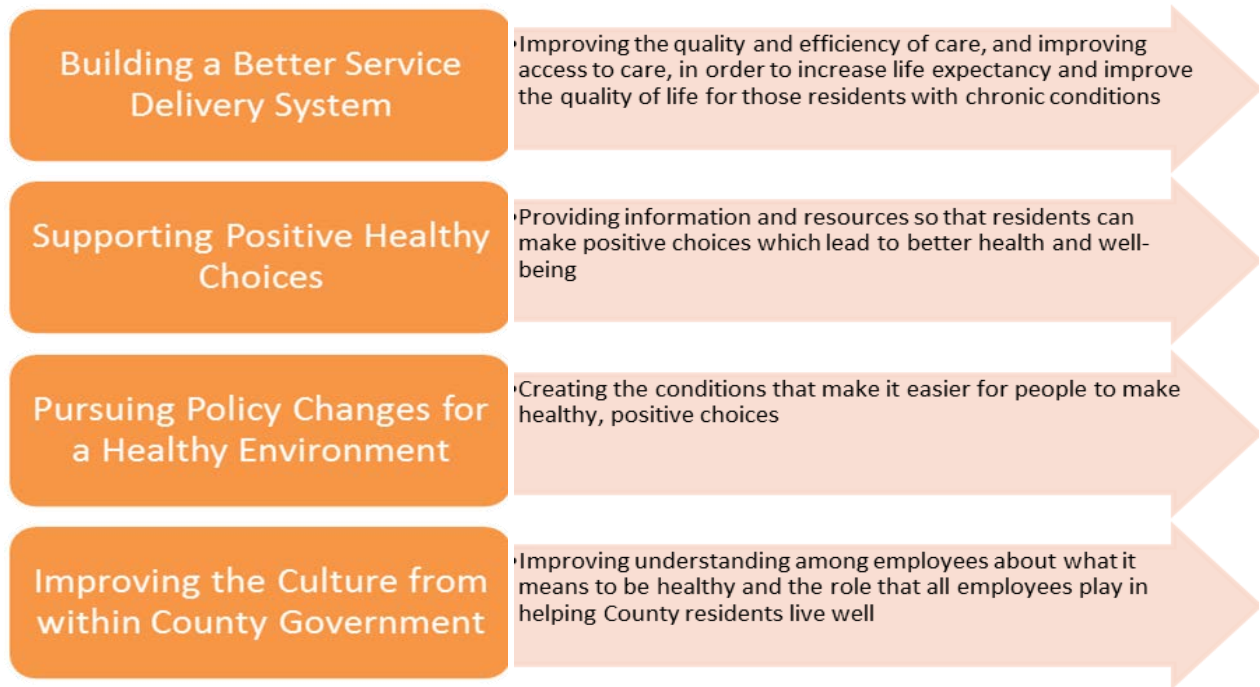 Building a Better Service
Delivery System
•Improving the quality and efficiency of care, and improving
access to care, in order to increase life expectancy and improve
the quality of life for those residents with chronic conditions
Supporting Positive Healthy
Choices
•Providing information and resources so that residents can
make positive choices which lead to better health and well-
being
Pursuing Policy Changes for
a Healthy Environment
•Creating the conditions that make it easier for people to make
healthy, positive choices
Improving the Culture from
within County Government
•Improving understanding among employees about what it
means to be healthy and the role that all employees play in
helping County residents live well